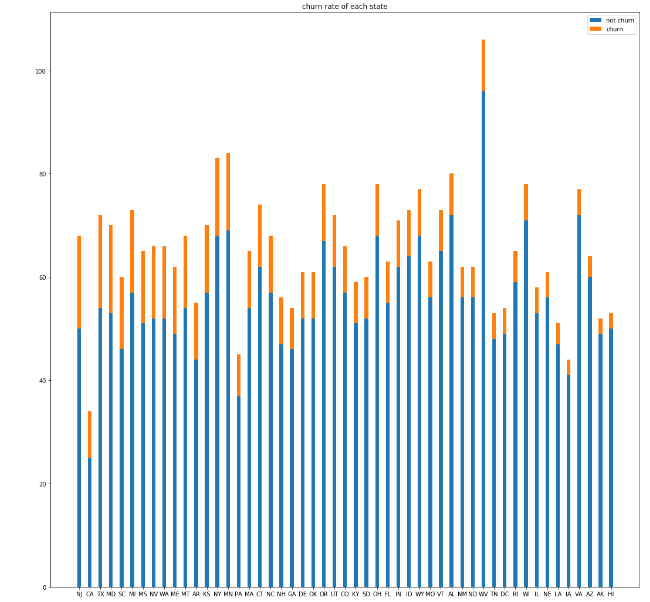 churn rate of each state
not churn
churn
100
80
60
40
20
0
NJ CA TX MD SC MI MS NV WA ME MT AR KS NY MN PA MA CT NC NH GA DE OK OR UT CO KY SD OH FL IN ID WY MO VT AL NM ND WV TN DC RI WI IL NE LA IA VA AZ AK HI